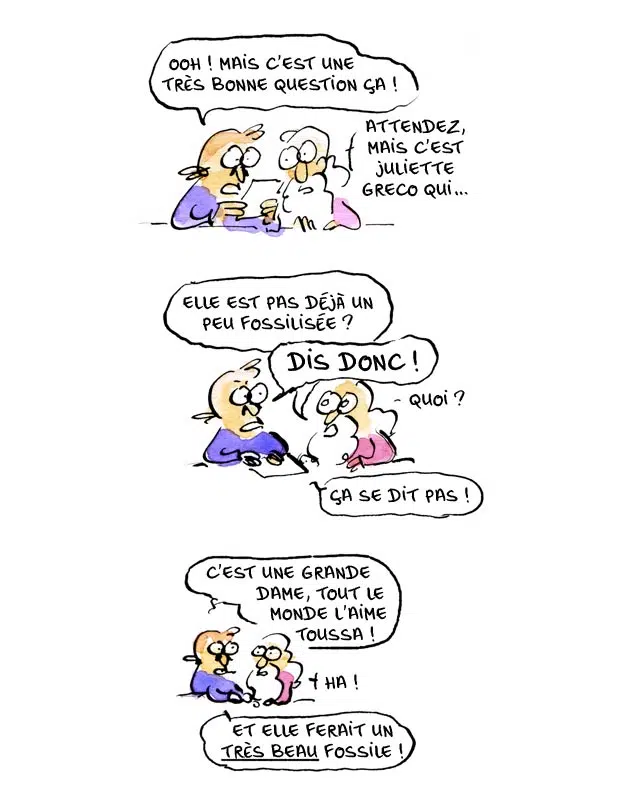 OOH ! MAIS C'EST UNE
TRÈS BONNE QUESTION ÇA !
ATTENDEZ,
MAIS C'EST
JULIETTE
GRECO QUI...
ELLE EST PAS DÉJÀ UN
PEU FOSSILISÉE ?
DIS DONC !
- QUOI ?
ÇA SE DIT PAS !
C'EST UNE GRANDE
DAME, TOUT LE
MONDE L'AIME
TOUSSA !
HA !
ET ELLE FERAIT UN
TRÈS BEAU FOSSILE !